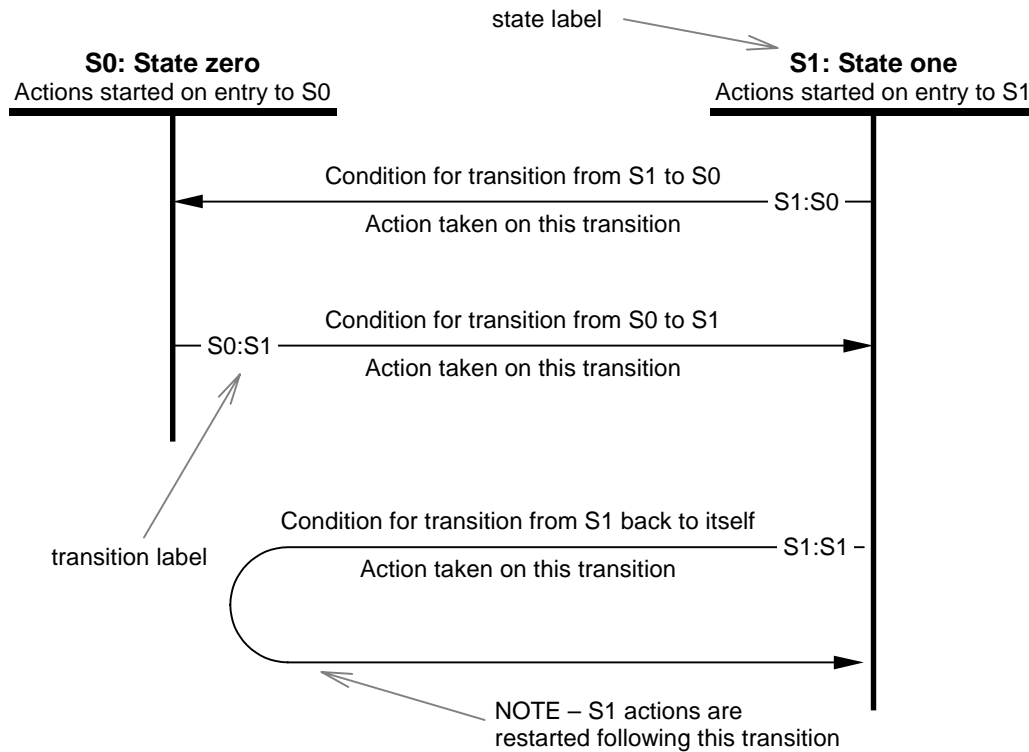 state label
S0: State zero
Actions started on entry to S0
S1: State one
Actions started on entry to S1
Condition for transition from S1 to S0
S1:S0
Action taken on this transition
Condition for transition from S0 to S1
S0:S1
Action taken on this transition
transition label
Condition for transition from S1 back to itself
S1:S1
Action taken on this transition
NOTE – S1 actions are
restarted following this transition